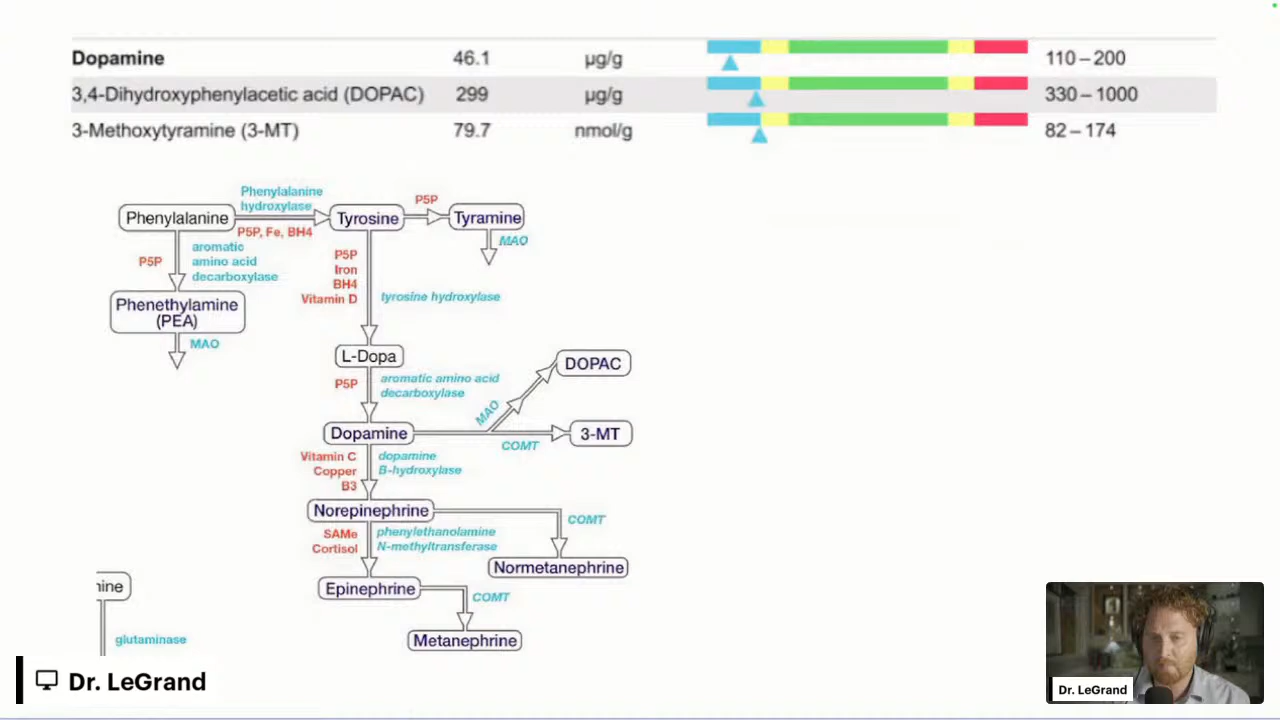 Dopamine 46.1 µg/g 110 – 200
3,4-Dihydroxyphenylacetic acid (DOPAC) 299 µg/g 330 – 1000
3-Methoxytyramine (3-MT) 79.7 nmol/g 82 – 174
Phenylalanine
hydroxylase
Phenylalanine
Tyrosine
P5P
Tyramine
P5P, Fe, BH4
MAO
P5P
aromatic
amino acid
decarboxylase
P5P
Iron
BH4
Vitamin D
tyrosine hydroxylase
Phenethylamine
(PEA)
MAO
L-Dopa
P5P
aromatic amino acid
decarboxylase
DOPAC
MAO
Dopamine
3-MT
COMT
Vitamin C
Copper
B3
dopamine
B-hydroxylase
Norepinephrine
COMT
SAMe
Cortisol
phenylethanolamine
N-methyltransferase
Normetanephrine
Epinephrine
COMT
Metanephrine
nine
glutaminase
Dr. LeGrand
Dr. LeGrand